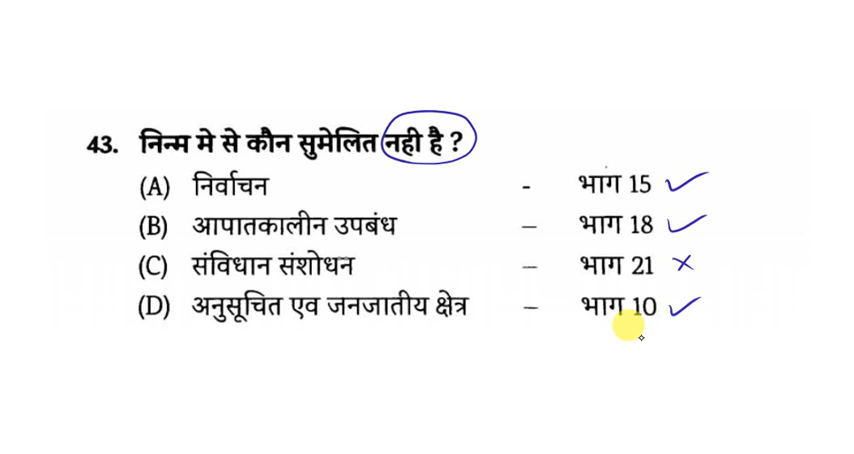 43. निन्म मे से कौन सुमेलित नही है ?
(A) निर्वाचन - भाग 15
(B) आपातकालीन उपबंध – भाग 18
(C) संविधान संशोधन – भाग 21
(D) अनुसूचित एव जनजातीय क्षेत्र – भाग 10